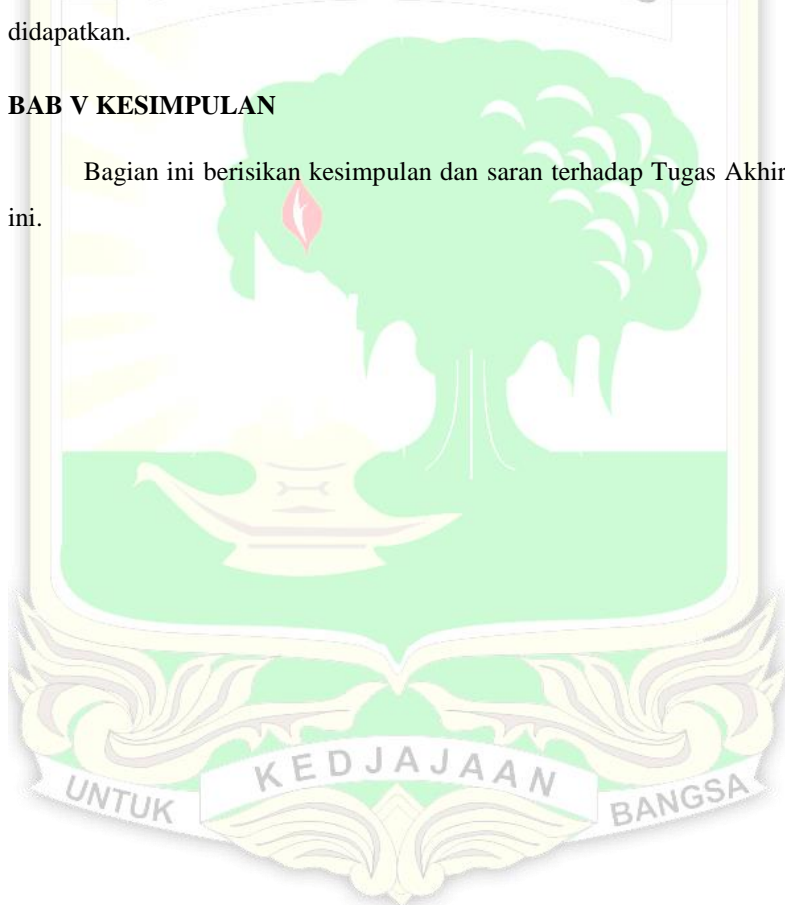 didapatkan.
BAB V KESIMPULAN
Bagian ini berisikan kesimpulan dan saran terhadap Tugas Akhir
ini.
UNTUK KEDJAJAAN BANGSA